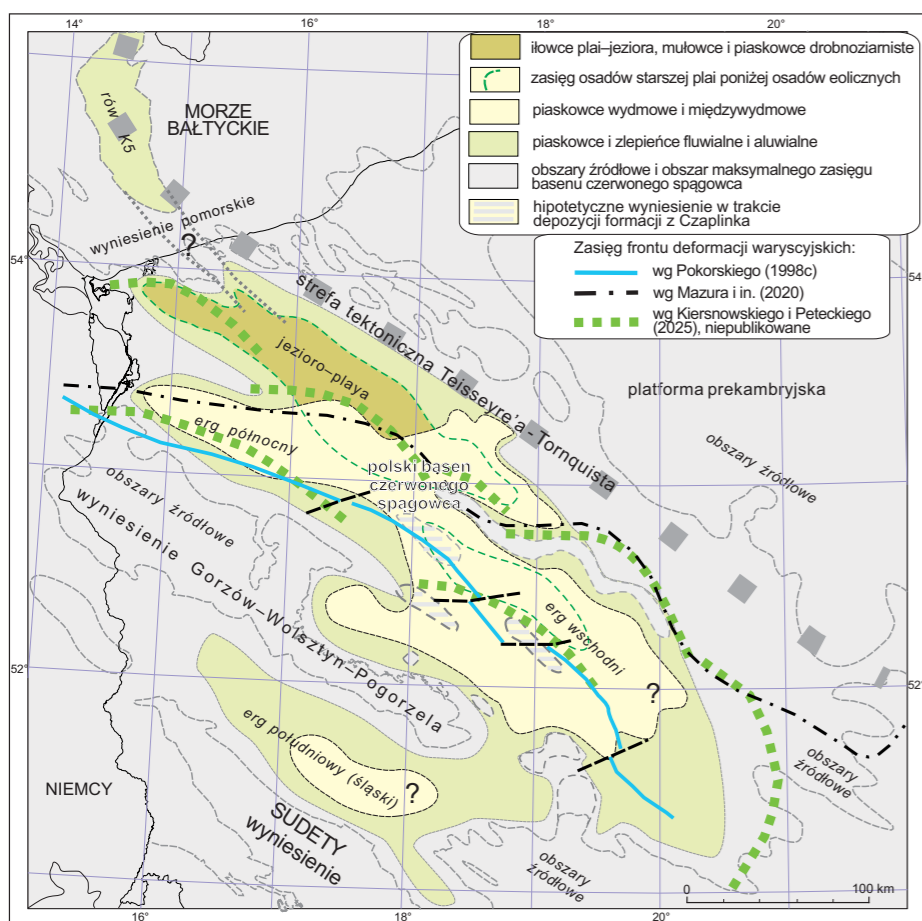 14°
16°
18°
20°
iłowce plai–jeziora, mułowce i piaskowce drobnoziarniste
zasięg osadów starszej plai poniżej osadów eolicznych
piaskowce wydmowe i międzywydmowe
piaskowce i zlepieńce fluwialne i aluwialne
obszary źródłowe i obszar maksymalnego zasięgu
basenu czerwonego spągowca
hipotetyczne wyniesienie w trakcie
depozycji formacji z Czaplinka
Zasięg frontu deformacji waryscyjskich:
wg Pokorskiego (1998c)
wg Mazura i in. (2020)
wg Kiersnowskiego i Peteckiego
(2025), niepublikowane
rów K5
MORZE
BAŁTYCKIE
wyniesienie pomorskie
?
54°
54°
strefa tektoniczna Teisseyre'a–Tornquista
jezioro–playa
platforma prekambryjska
erg północny
obszary źródłowe
polski basen
czerwonego
spągowca
obszary źródłowe
wyniesienie Gorzów–Wolsztyn–Pogorzela
erg wschodni
?
52°
52°
erg południowy (śląski)
?
obszary
źródłowe
NIEMCY
SUDETY
wyniesienie
obszary
źródłowe
0
100 km
16°
18°
20°